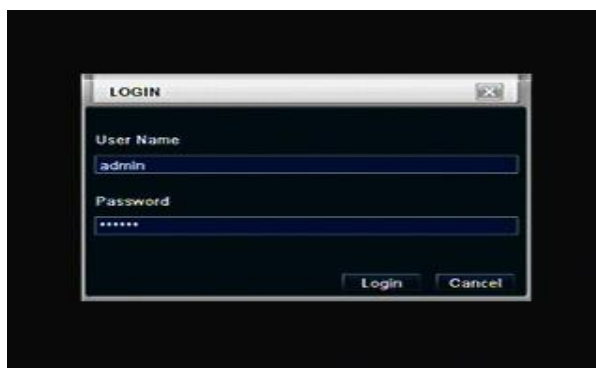 LOGIN
User Name
admin
Password
••••••
Login Cancel